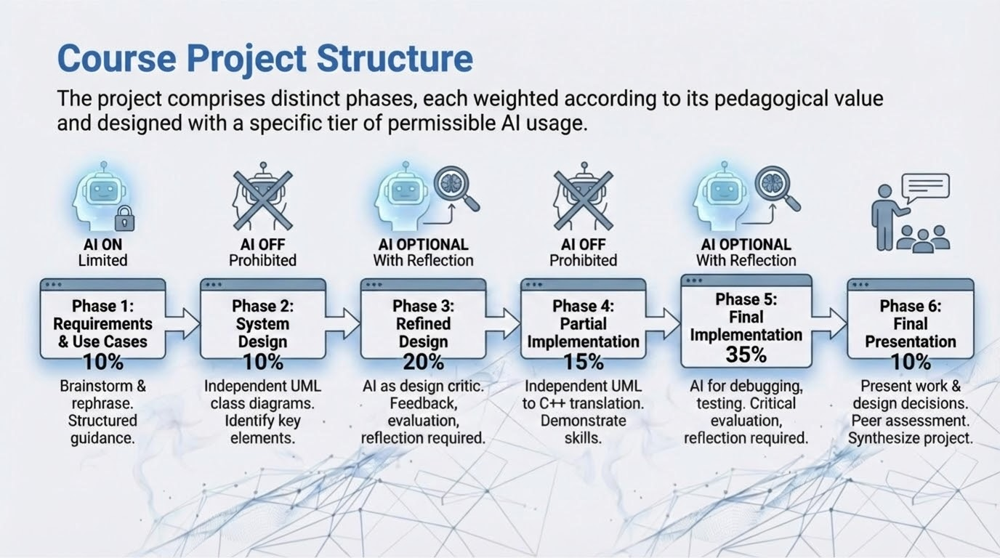 Course Project Structure
The project comprises distinct phases, each weighted according to its pedagogical value
and designed with a specific tier of permissible AI usage.
AI ON
Limited
AI OFF
Prohibited
AI OPTIONAL
With Reflection
AI OFF
Prohibited
AI OPTIONAL
With Reflection
Phase 1:
Requirements
& Use Cases
10%
Brainstorm &
rephrase.
Structured
guidance.
Phase 2:
System
Design
10%
Independent UML
class diagrams.
Identify key
elements.
Phase 3:
Refined
Design
20%
AI as design critic.
Feedback,
evaluation,
reflection required.
Phase 4:
Partial
Implementation
15%
Independent UML
to C++ translation.
Demonstrate
skills.
Phase 5:
Final
Implementation
35%
AI for debugging,
testing. Critical
evaluation,
reflection required.
Phase 6:
Final
Presentation
10%
Present work &
design decisions.
Peer assessment.
Synthesize project.